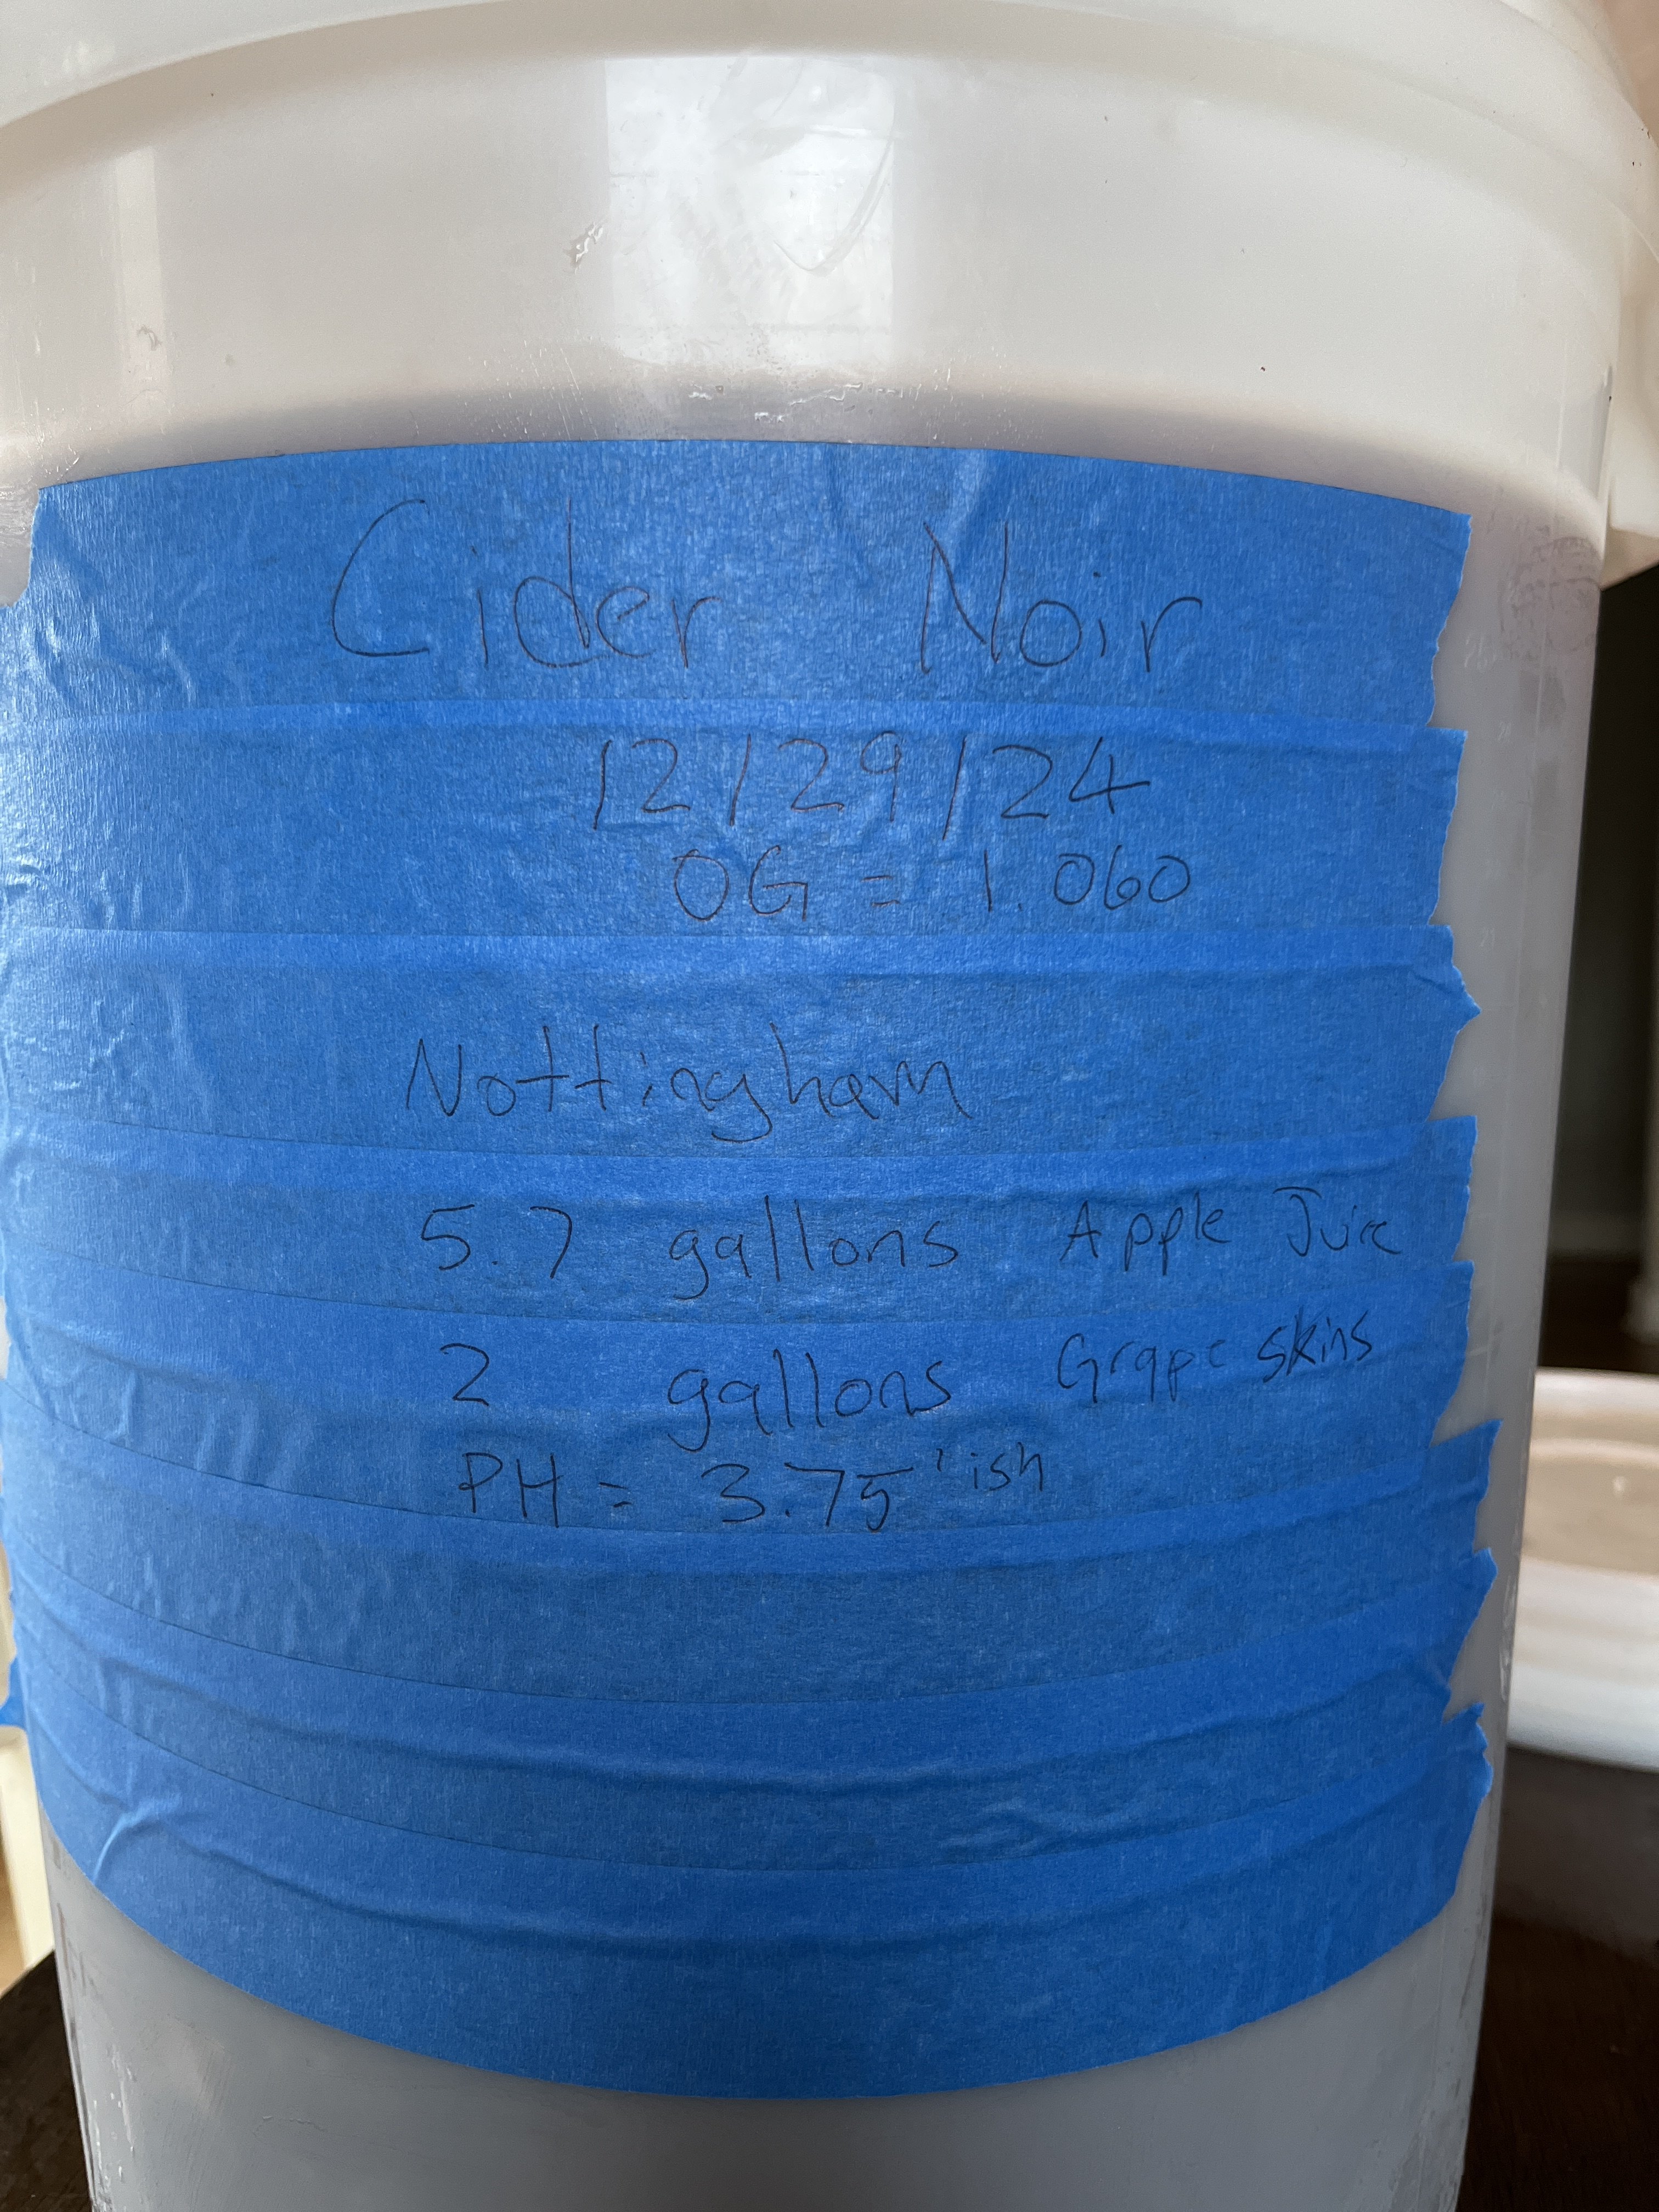 Cider Noir
12/29/24
OG = 1.060
Nottingham
5.7 gallons Apple Juice
2 gallons Grape skins
PH = 3.75'ish